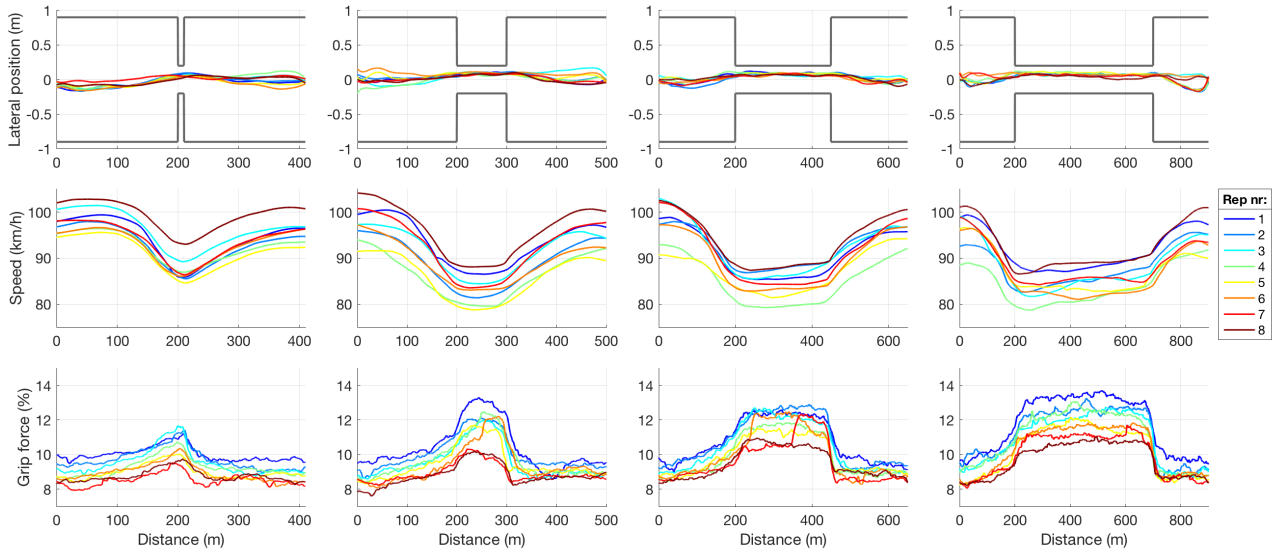 Lateral position (m)
1
0.5
0
-0.5
-1
0 100 200 300 400
1
0.5
0
-0.5
-1
0 100 200 300 400 500
1
0.5
0
-0.5
-1
0 200 400 600
1
0.5
0
-0.5
-1
0 200 400 600 800
Speed (km/h)
100
90
80
0 100 200 300 400
100
90
80
0 100 200 300 400 500
100
90
80
0 200 400 600
100
90
80
0 200 400 600 800
Rep nr:
1
2
3
4
5
6
7
8
Grip force (%)
14
12
10
8
0 100 200 300 400
Distance (m)
14
12
10
8
0 100 200 300 400 500
Distance (m)
14
12
10
8
0 200 400 600
Distance (m)
14
12
10
8
0 200 400 600 800
Distance (m)